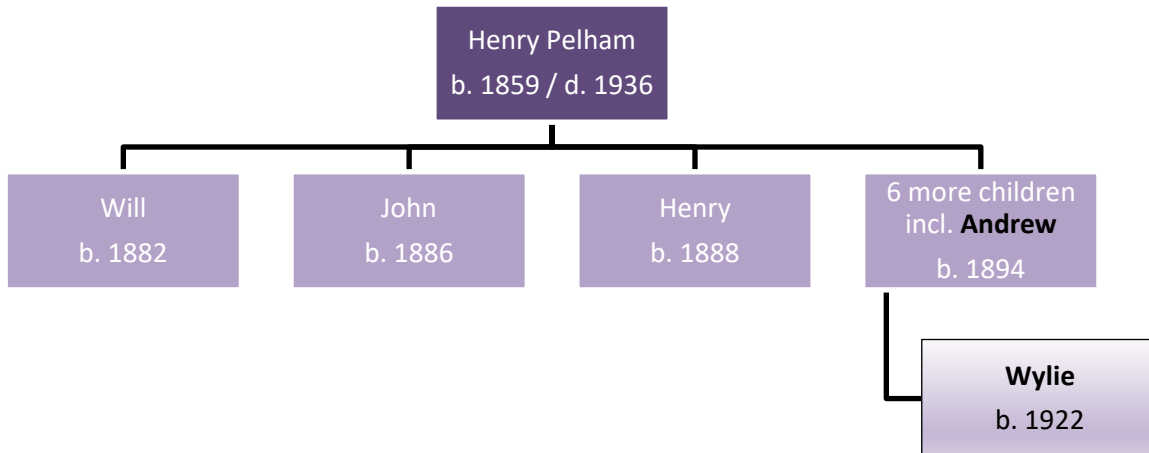 Henry Pelham
b. 1859 / d. 1936
Will
b. 1882
John
b. 1886
Henry
b. 1888
6 more children
incl. Andrew
b. 1894
Wylie
b. 1922